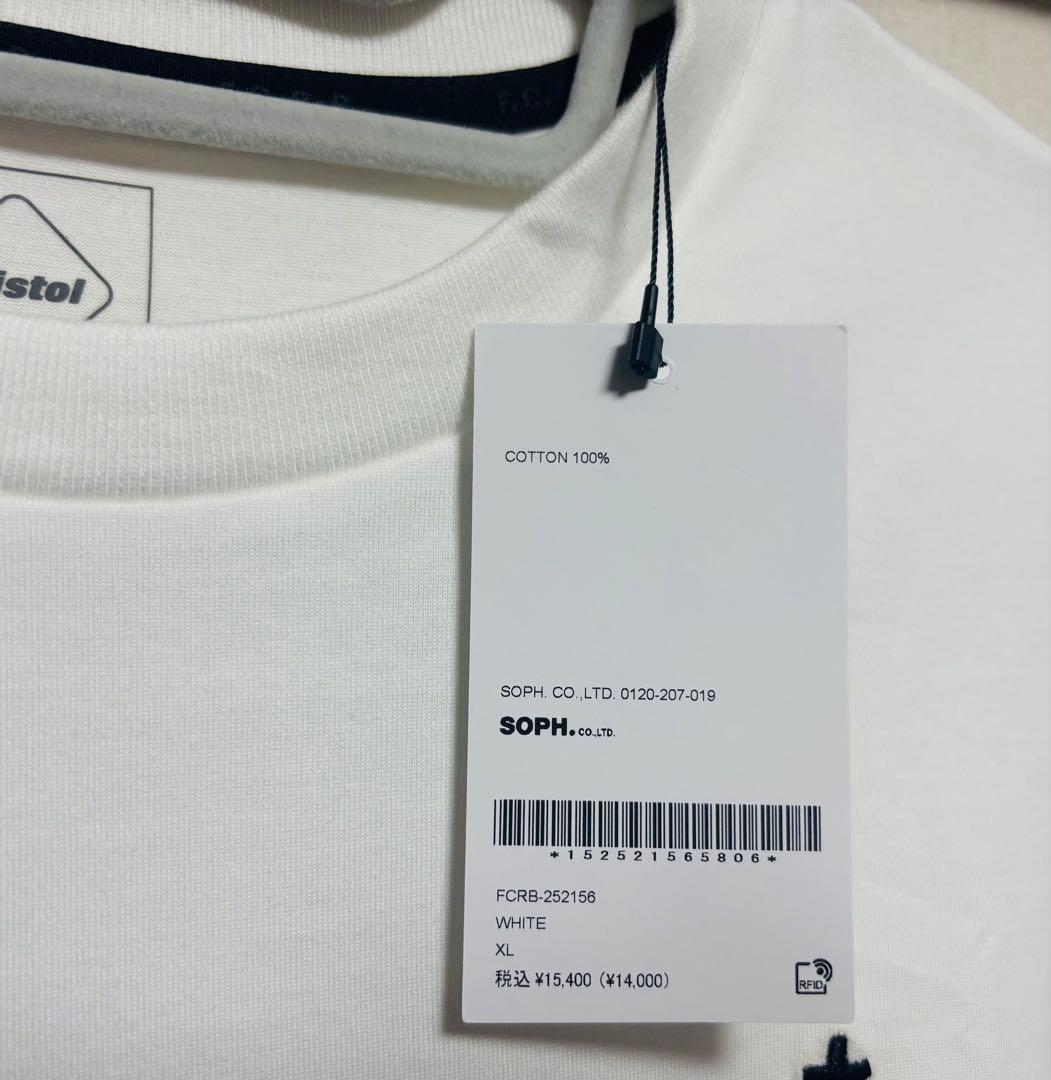 F.C.
istol
COTTON 100%
SOPH. CO.,LTD. 0120-207-019
SOPH. CO.,LTD.
*152521565806*
FCRB-252156
WHITE
XL
税込 ¥15,400 (¥14,000)
RFID